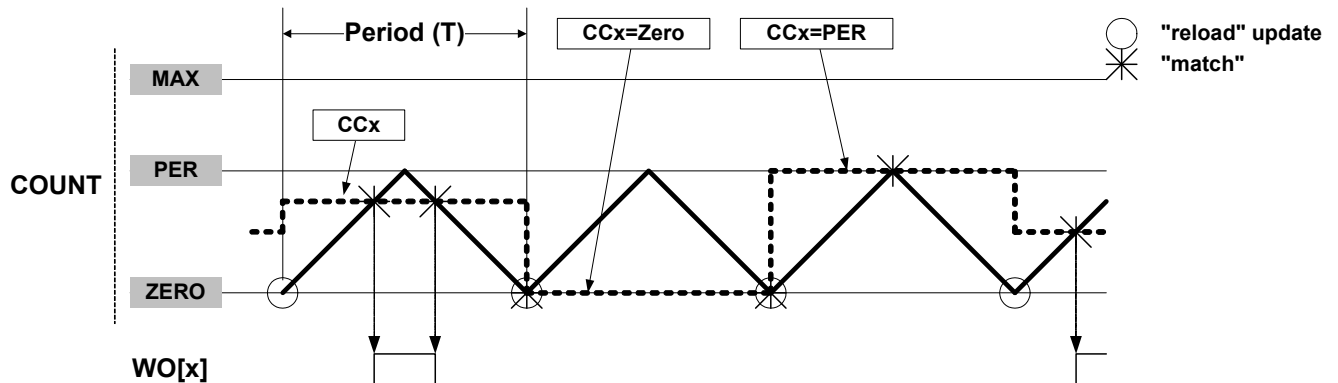 Period (T)
CCx=Zero
CCx=PER
"reload" update
"match"
MAX
CCx
PER
COUNT
ZERO
WO[x]